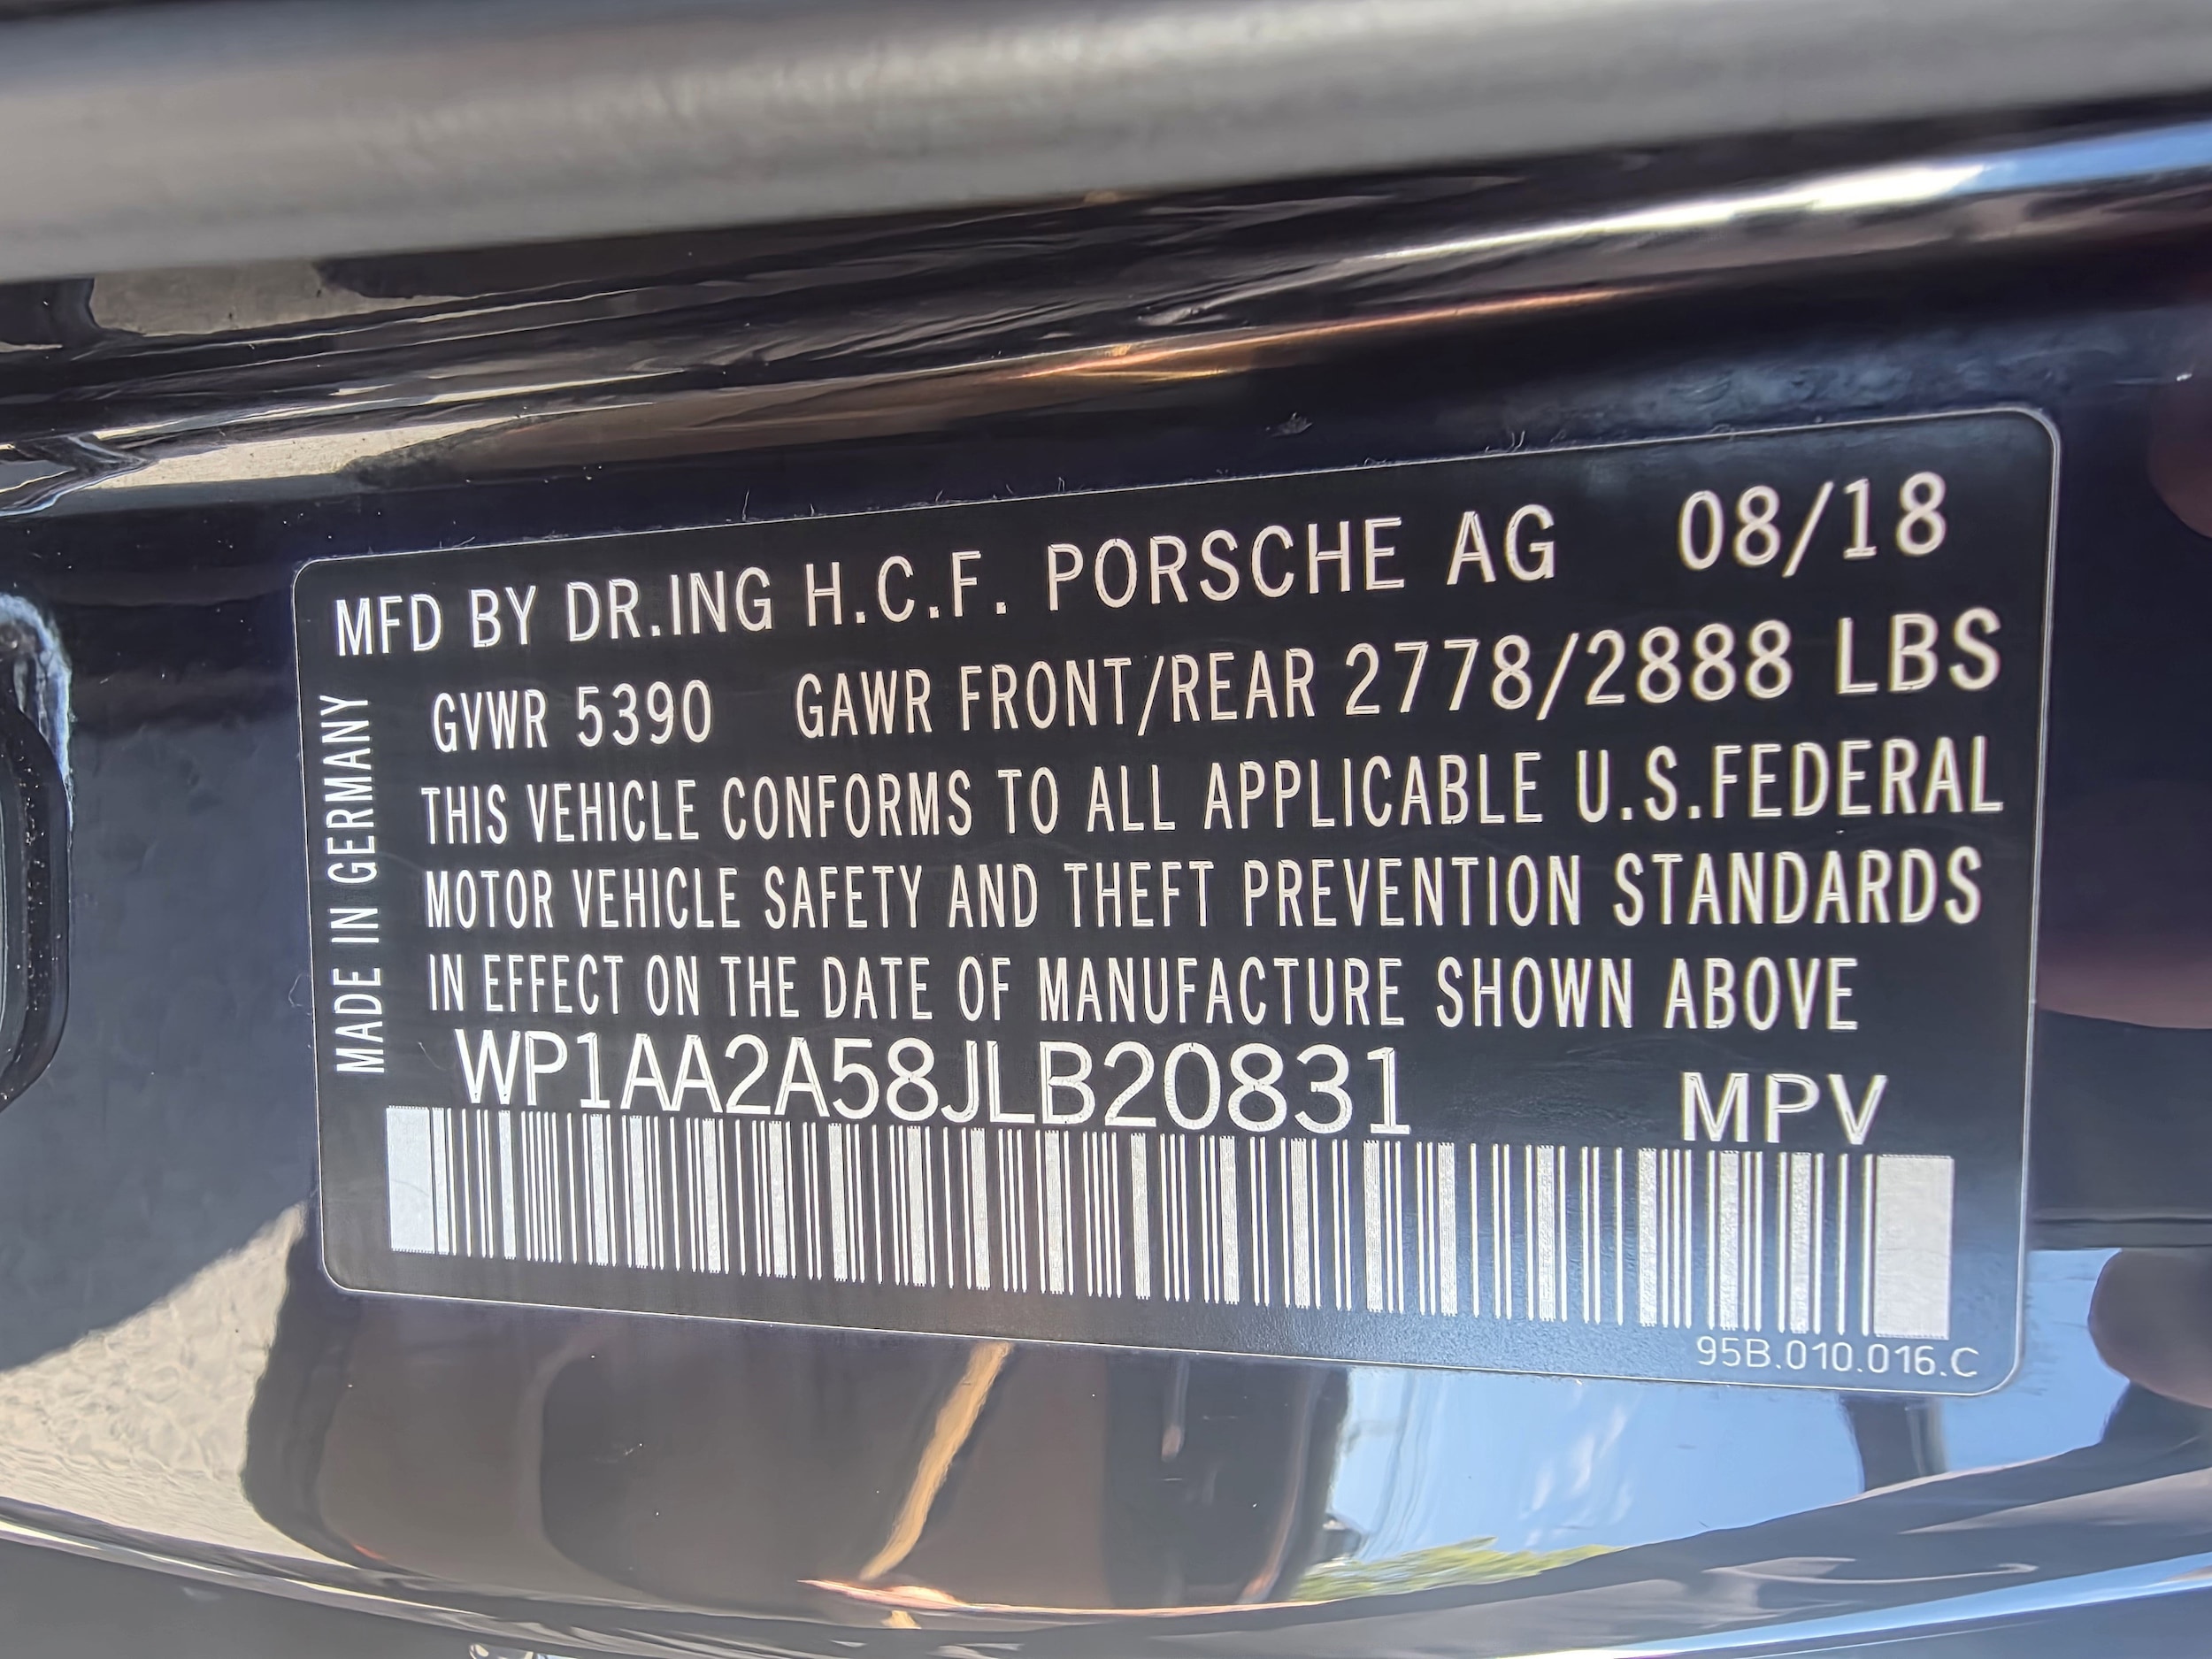 MFD BY DR.ING H.C.F. PORSCHE AG 08/18
GVWR 5390 GAWR FRONT/REAR 2778/2888 LBS
THIS VEHICLE CONFORMS TO ALL APPLICABLE U.S.FEDERAL
MOTOR VEHICLE SAFETY AND THEFT PREVENTION STANDARDS
IN EFFECT ON THE DATE OF MANUFACTURE SHOWN ABOVE
WP1AA2A58JLB20831 MPV
95B.010.016.C
MADE IN GERMANY